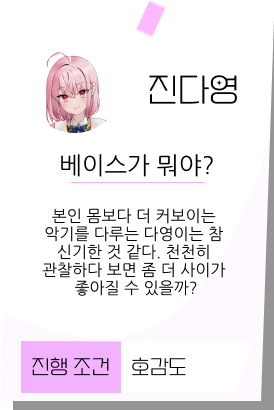 진다영
베이스가 뭐야?
본인 몸보다 더 커보이는
악기를 다루는 다영이는 참
신기한 것 같다. 천천히
관찰하다 보면 좀 더 사이가
좋아질 수 있을까?
진행 조건 호감도